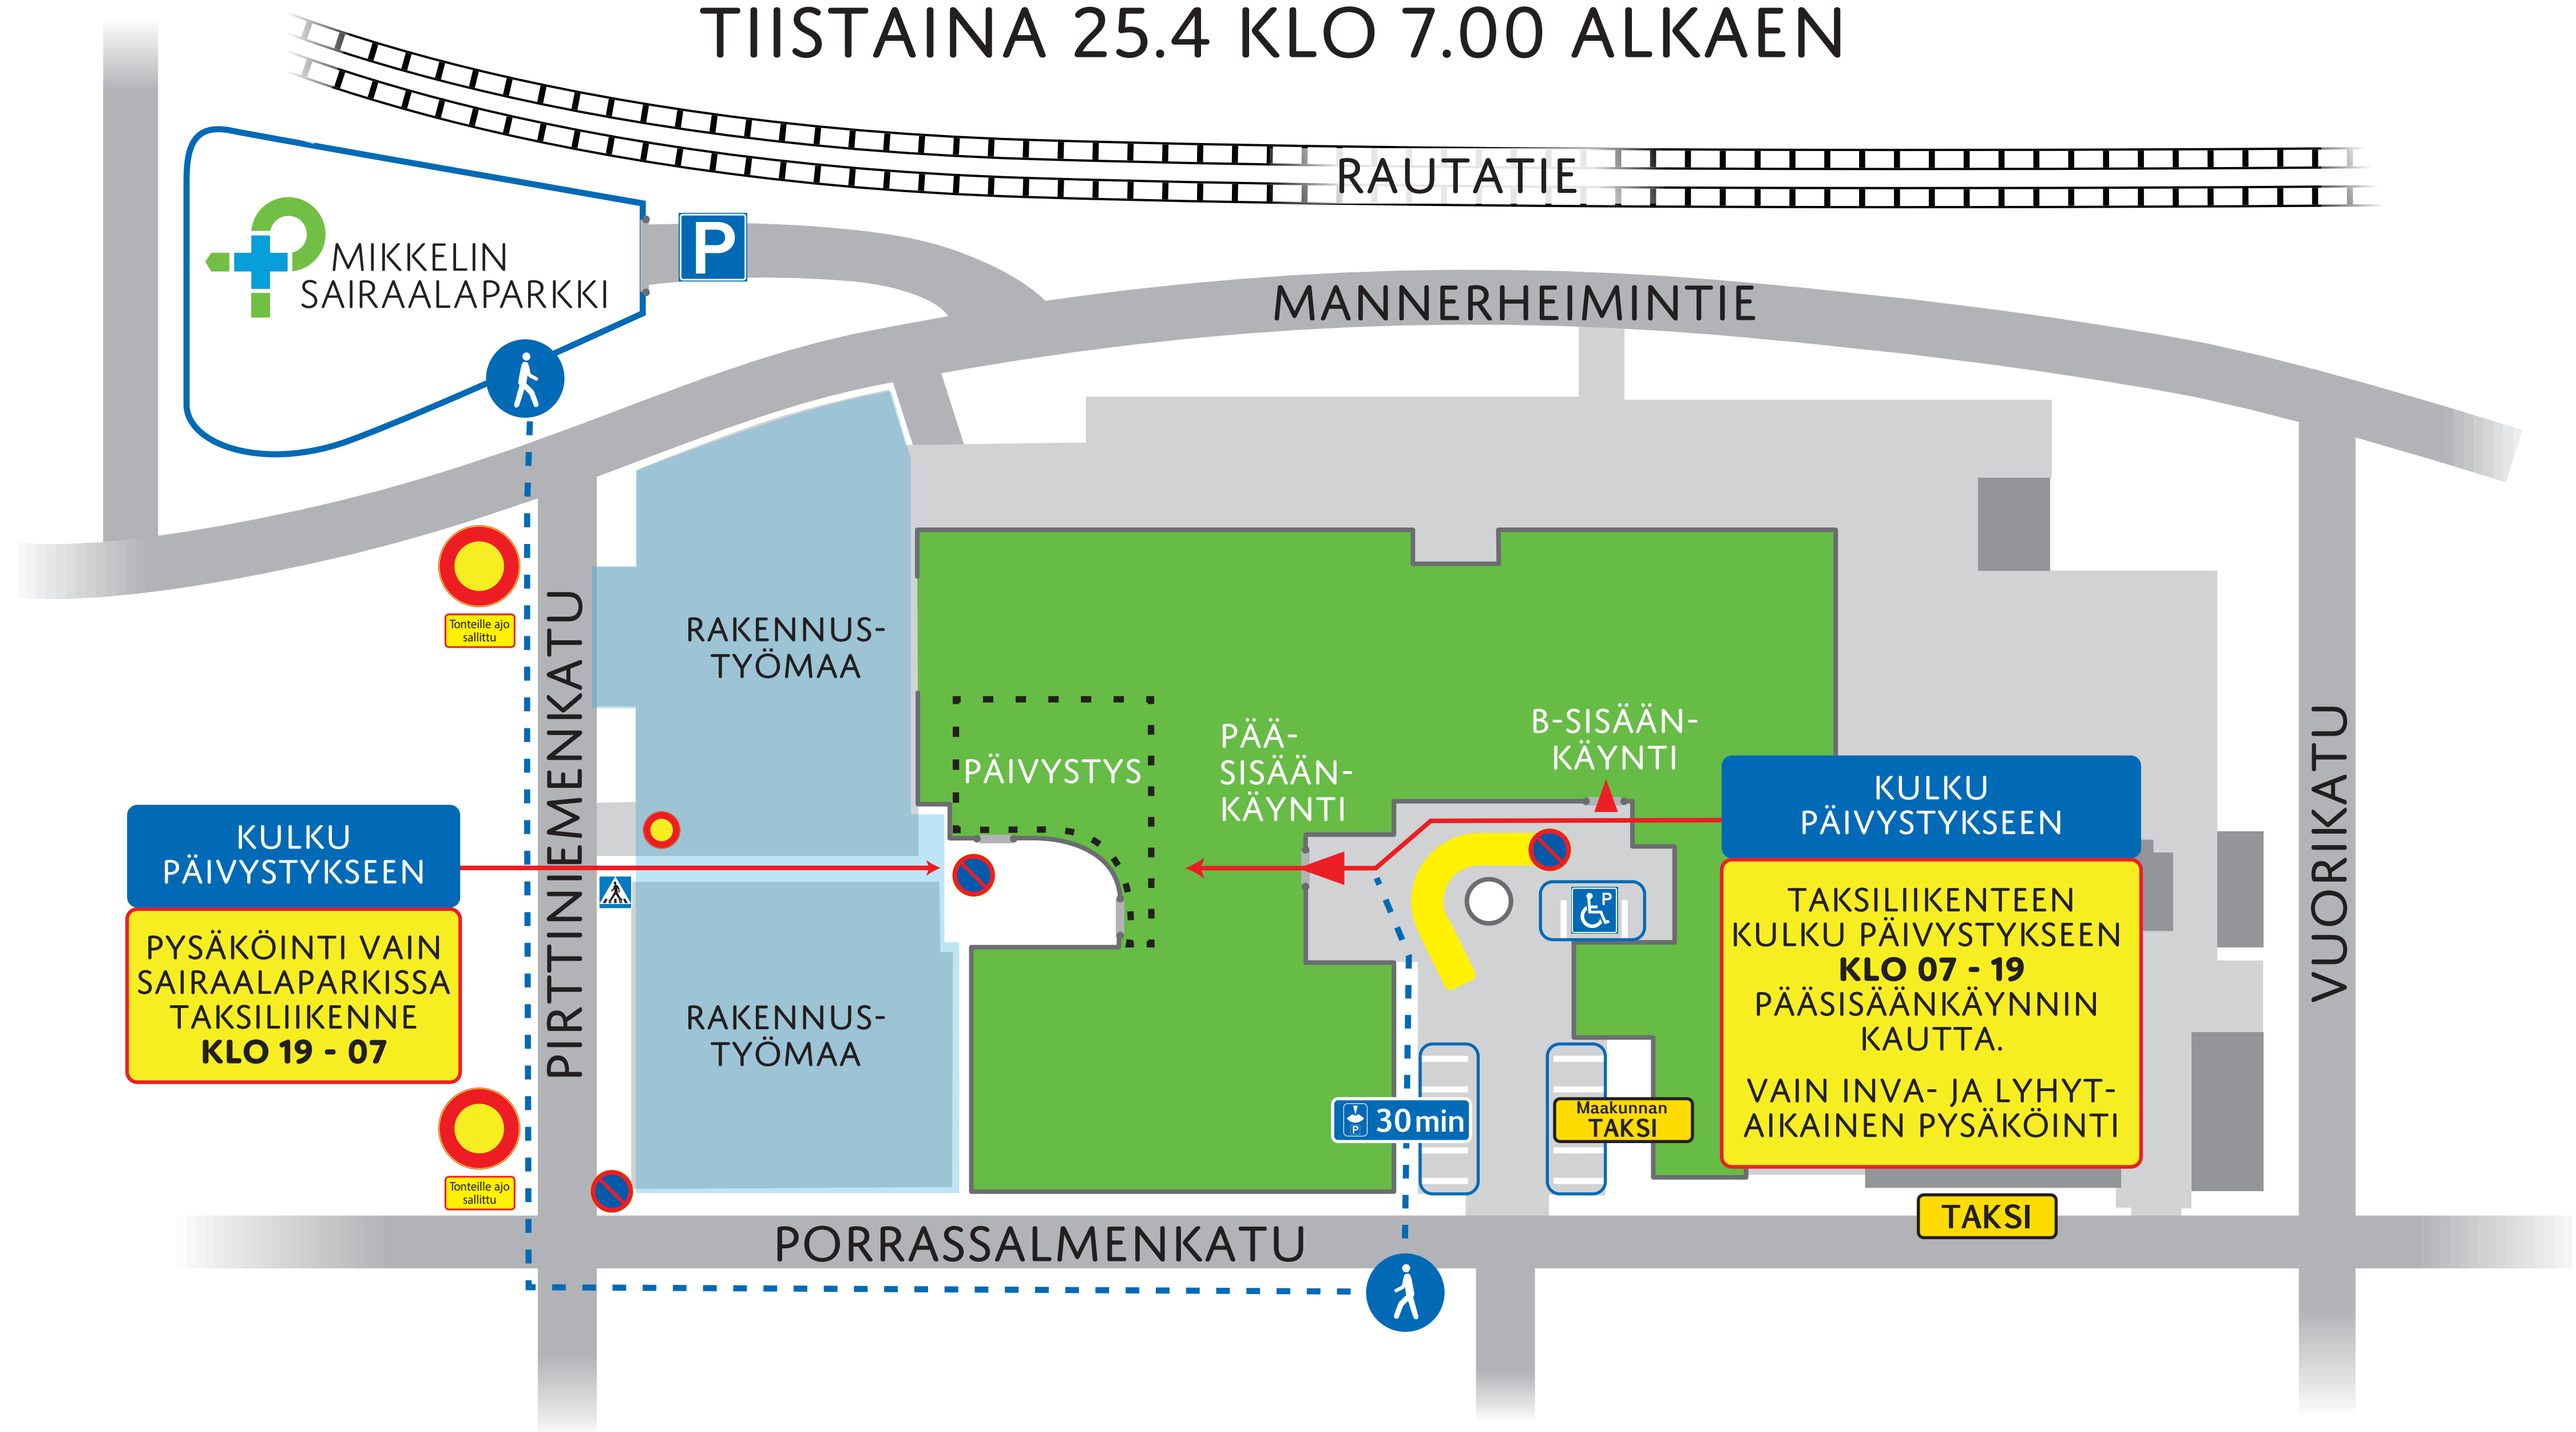 TIISTAINA 25.4 KLO 7.00 ALKAEN
RAUTATIE
P
MIKKELIN
SAIRAALAPARKKI
MANNERHEIMINTIE
Tonteille ajo
sallittu
PIRTTINIEMENKATU
RAKENNUS-
TYÖMAA
PÄIVYSTYS
PÄÄ-
SISÄÄN-
KÄYNTI
B-SISÄÄN-
KÄYNTI
KULKU
PÄIVYSTYKSEEN
TAKSILIIKENTEEN
KULKU PÄIVYSTYKSEEN
KLO 07 - 19
PÄÄSISÄÄNKÄYNNIN
KAUTTA.
VAIN INVA- JA LYHYT-
AIKAINEN PYSÄKÖINTI
VUORIKATU
KULKU
PÄIVYSTYKSEEN
PYSÄKÖINTI VAIN
SAIRAALAPARKISSA
TAKSILIIKENNE
KLO 19 - 07
P
RAKENNUS-
TYÖMAA
P
30 min
Maakunnan
TAKSI
Tonteille ajo
sallittu
TAKSI
PORRASSALMENKATU